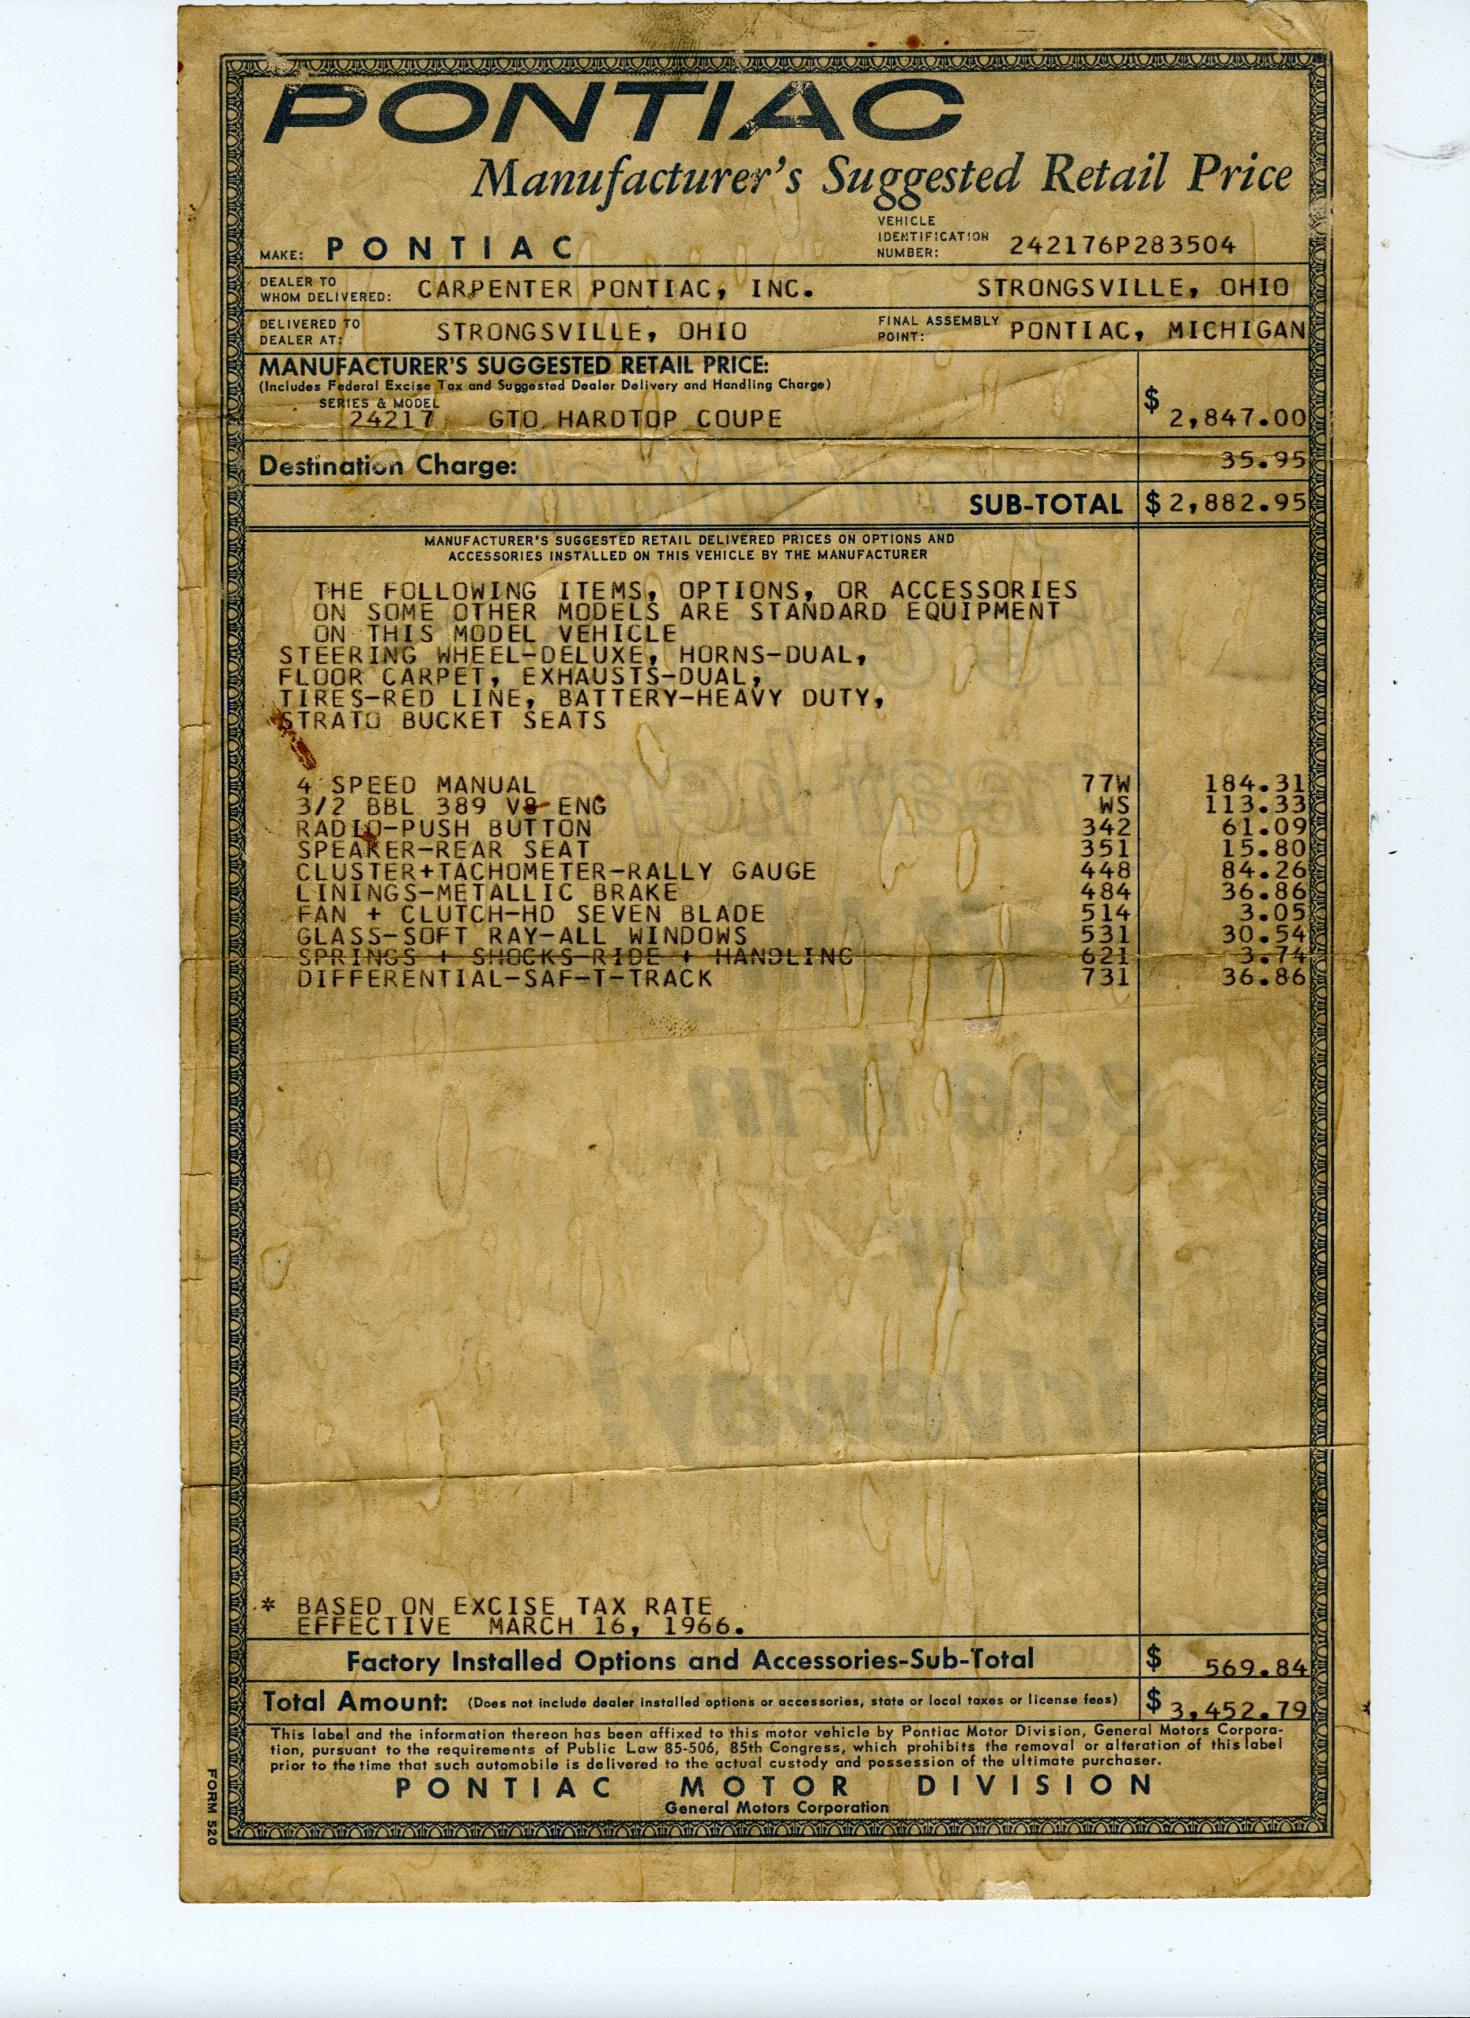 PONTIAC
Manufacturer's Suggested Retail Price
MAKE: PONTIAC
VEHICLE IDENTIFICATION NUMBER: 242176P283504
DEALER TO WHOM DELIVERED: CARPENTER PONTIAC, INC. STRONGSVILLE, OHIO
DELIVERED TO DEALER AT: STRONGSVILLE, OHIO
FINAL ASSEMBLY POINT: PONTIAC, MICHIGAN
MANUFACTURER'S SUGGESTED RETAIL PRICE:
(Includes Federal Excise Tax and Suggested Dealer Delivery and Handling Charge)
SERIES & MODEL
24217 GTO HARDTOP COUPE $ 2,847.00
Destination Charge: 35.95
SUB-TOTAL $ 2,882.95
MANUFACTURER'S SUGGESTED RETAIL DELIVERED PRICES ON OPTIONS AND
ACCESSORIES INSTALLED ON THIS VEHICLE BY THE MANUFACTURER
THE FOLLOWING ITEMS, OPTIONS, OR ACCESSORIES
ON SOME OTHER MODELS ARE STANDARD EQUIPMENT
ON THIS MODEL VEHICLE
STEERING WHEEL-DELUXE, HORNS-DUAL,
FLOOR CARPET, EXHAUSTS-DUAL,
TIRES-RED LINE, BATTERY-HEAVY DUTY,
STRATO BUCKET SEATS
4 SPEED MANUAL 77W 184.31
3/2 BBL 389 V8 ENG WS 113.33
RADIO-PUSH BUTTON 342 61.09
SPEAKER-REAR SEAT 351 15.80
CLUSTER+TACHOMETER-RALLY GAUGE 448 84.26
LININGS-METALLIC BRAKE 484 36.86
FAN + CLUTCH-HD SEVEN BLADE 514 3.05
GLASS-SOFT RAY-ALL WINDOWS 531 30.54
SPRINGS + SHOCKS-RIDE + HANDLING 621 3.74
DIFFERENTIAL-SAF-T-TRACK 731 36.86
* BASED ON EXCISE TAX RATE
EFFECTIVE MARCH 16, 1966.
Factory Installed Options and Accessories-Sub-Total $ 569.84
Total Amount: (Does not include dealer installed options or accessories, state or local taxes or license fees) $ 3,452.79 *
This label and the information thereon has been affixed to this motor vehicle by Pontiac Motor Division, General Motors Corpora-
tion, pursuant to the requirements of Public Law 85-506, 85th Congress, which prohibits the removal or alteration of this label
prior to the time that such automobile is delivered to the actual custody and possession of the ultimate purchaser.
PONTIAC MOTOR DIVISION
General Motors Corporation
FORM 520